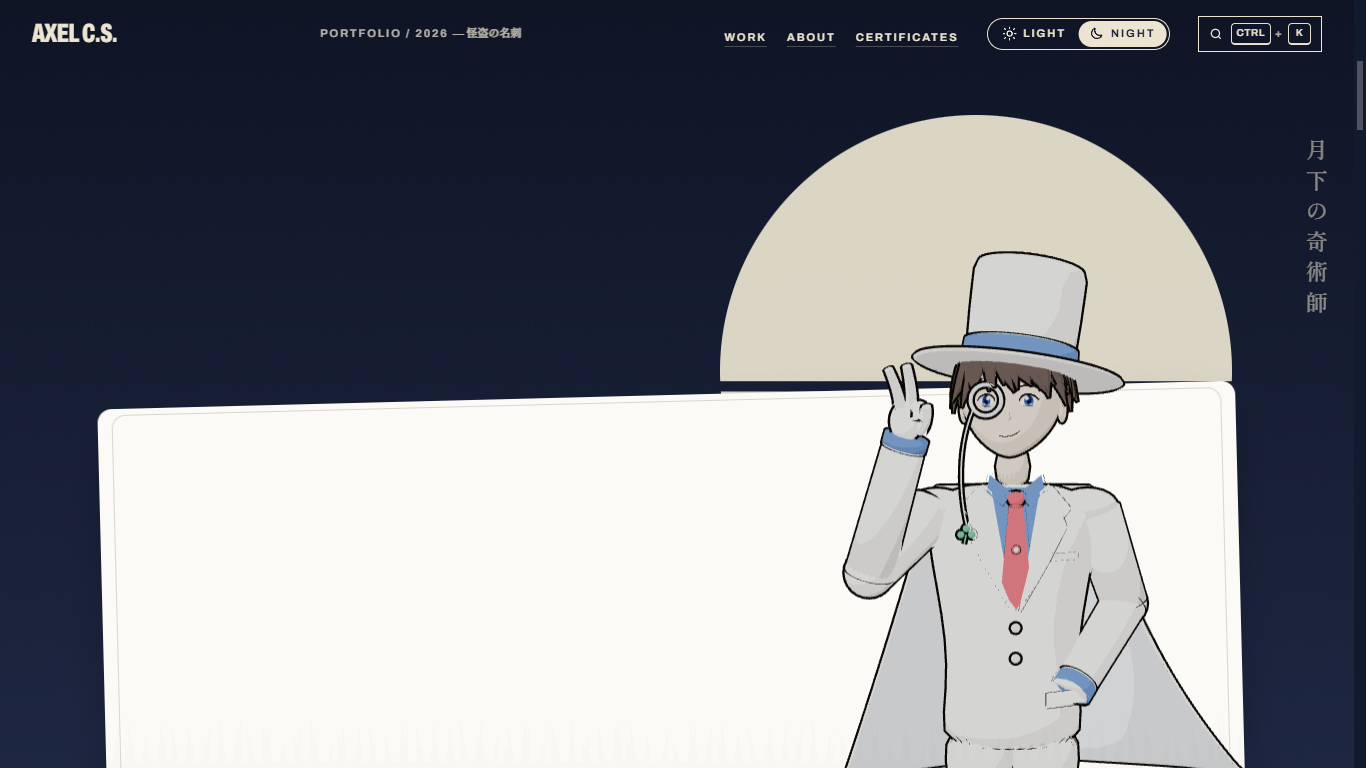 AXEL C.S.
PORTFOLIO / 2026 — 怪盗の名刺
WORK
ABOUT
CERTIFICATES
LIGHT
NIGHT
CTRL + K
月下の奇術師